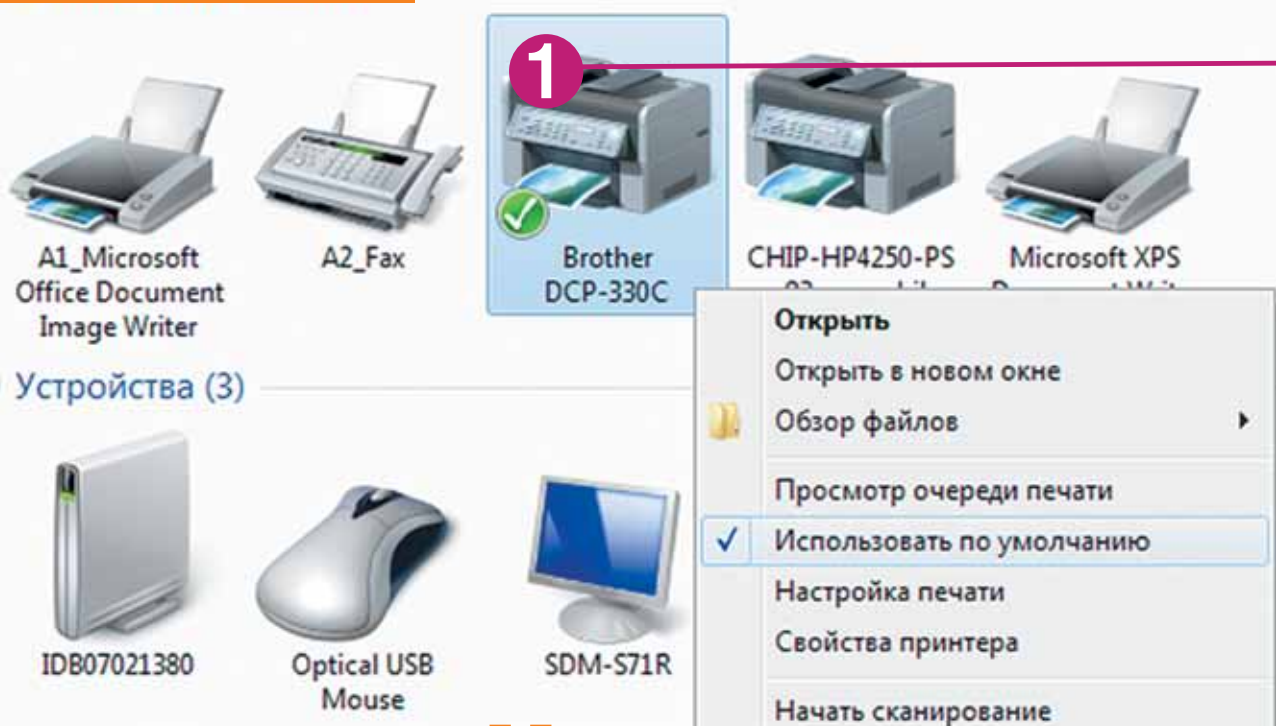 1
A1_Microsoft
Office Document
Image Writer
A2_Fax
Brother
DCP-330C
CHIP-HP4250-PS
Microsoft XPS
Устройства (3)
IDB07021380
Optical USB
Mouse
SDM-S71R
Открыть
Открыть в новом окне
Обзор файлов
Просмотр очереди печати
Использовать по умолчанию
Настройка печати
Свойства принтера
Начать сканирование